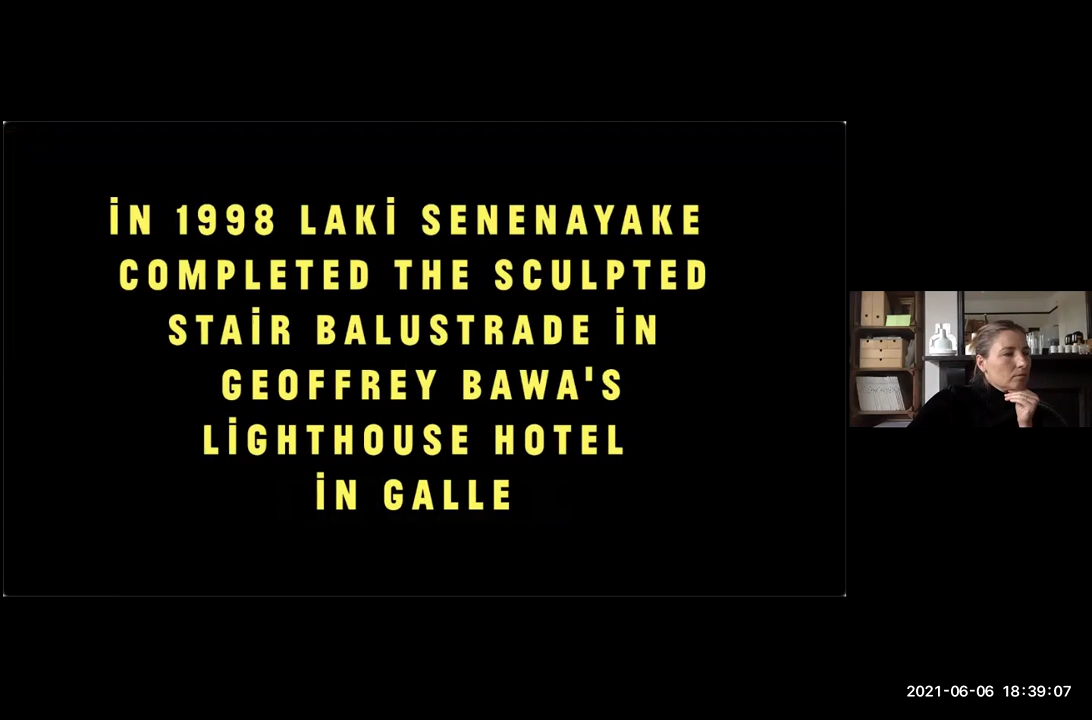 İN 1998 LAKİ SENENAYAKE
COMPLETED THE SCULPTED
STAİR BALUSTRADE İN
GEOFFREY BAWA'S
LİGHTHOUSE HOTEL
İN GALLE
2021-06-06 18:39:07